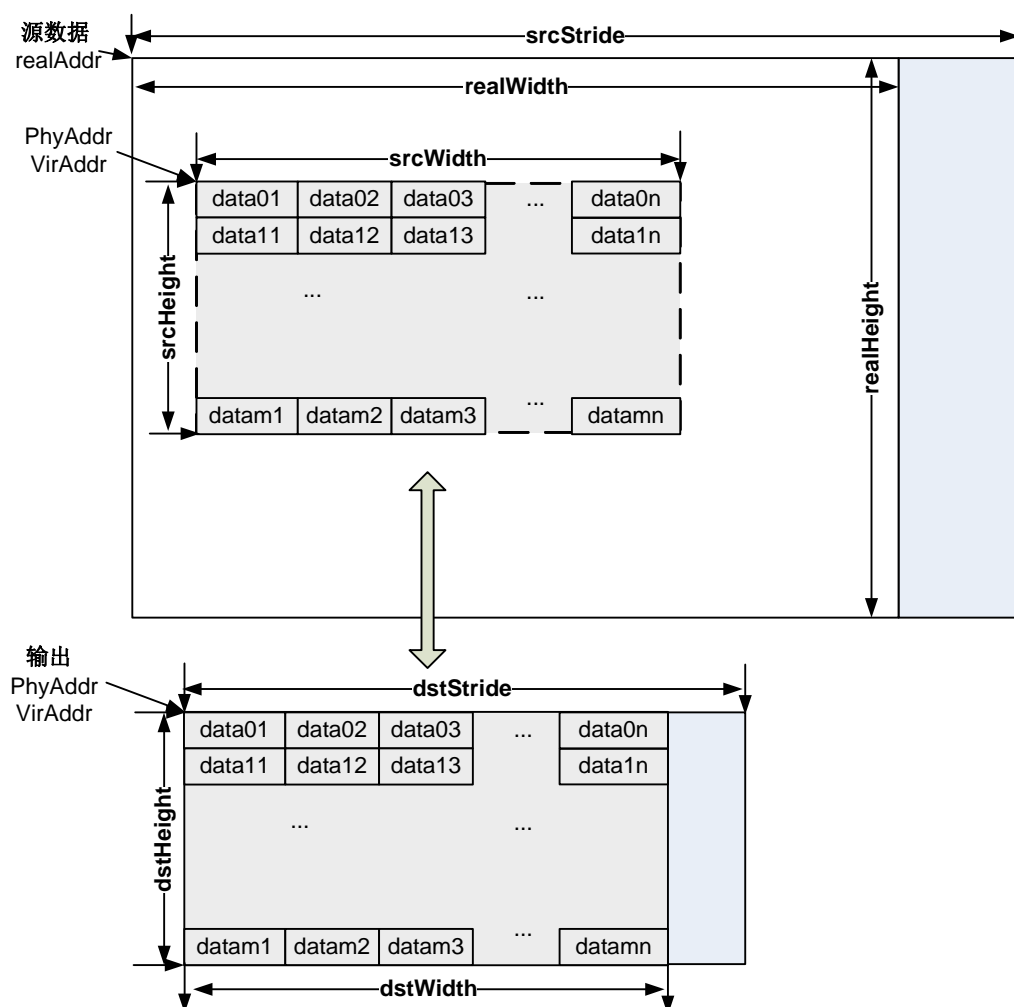 源数据
realAddr
srcStride
realWidth
PhyAddr
VirAddr
srcWidth
data01 data02 data03 ... data0n
data11 data12 data13 data1n
... ...
srcHeight
realHeight
datam1 datam2 datam3 ... datamn
输出
PhyAddr
VirAddr
dstStride
data01 data02 data03 ... data0n
data11 data12 data13 data1n
... ...
dstHeight
datam1 datam2 datam3 ... datamn
dstWidth